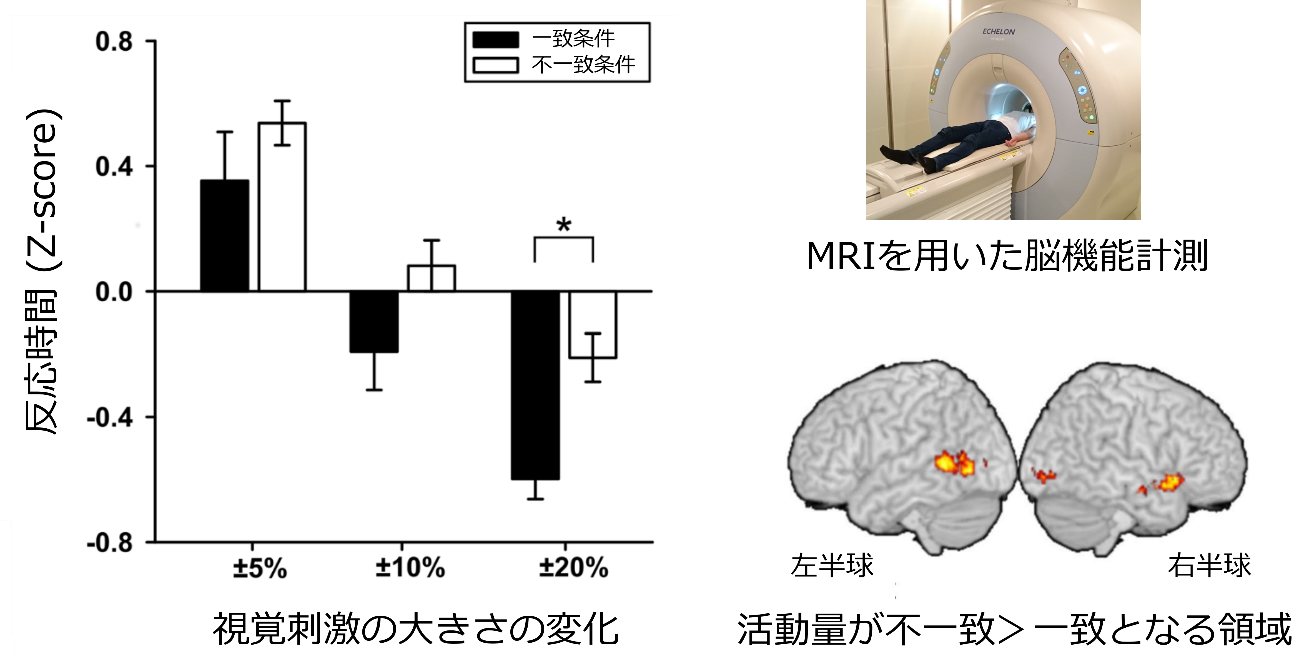 0.8
0.4
0.0
-0.4
-0.8
反応時間 (Z-score)
一致条件
不一致条件
*
±5%
±10%
±20%
視覚刺激の大きさの変化
ECHELON
MRIを用いた脳機能計測
左半球
右半球
活動量が不一致＞一致となる領域